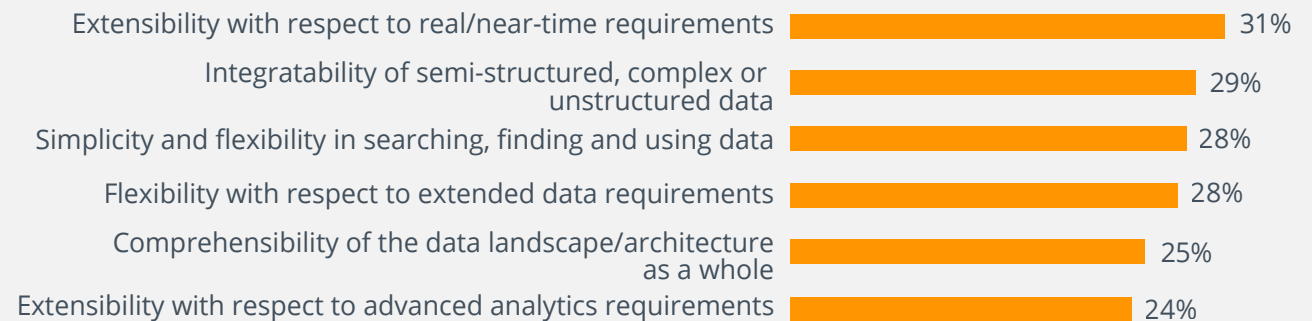 Extensibility with respect to real/near-time requirements 31%
Integratability of semi-structured, complex or
unstructured data 29%
Simplicity and flexibility in searching, finding and using data 28%
Flexibility with respect to extended data requirements 28%
Comprehensibility of the data landscape/architecture
as a whole 25%
Extensibility with respect to advanced analytics requirements 24%